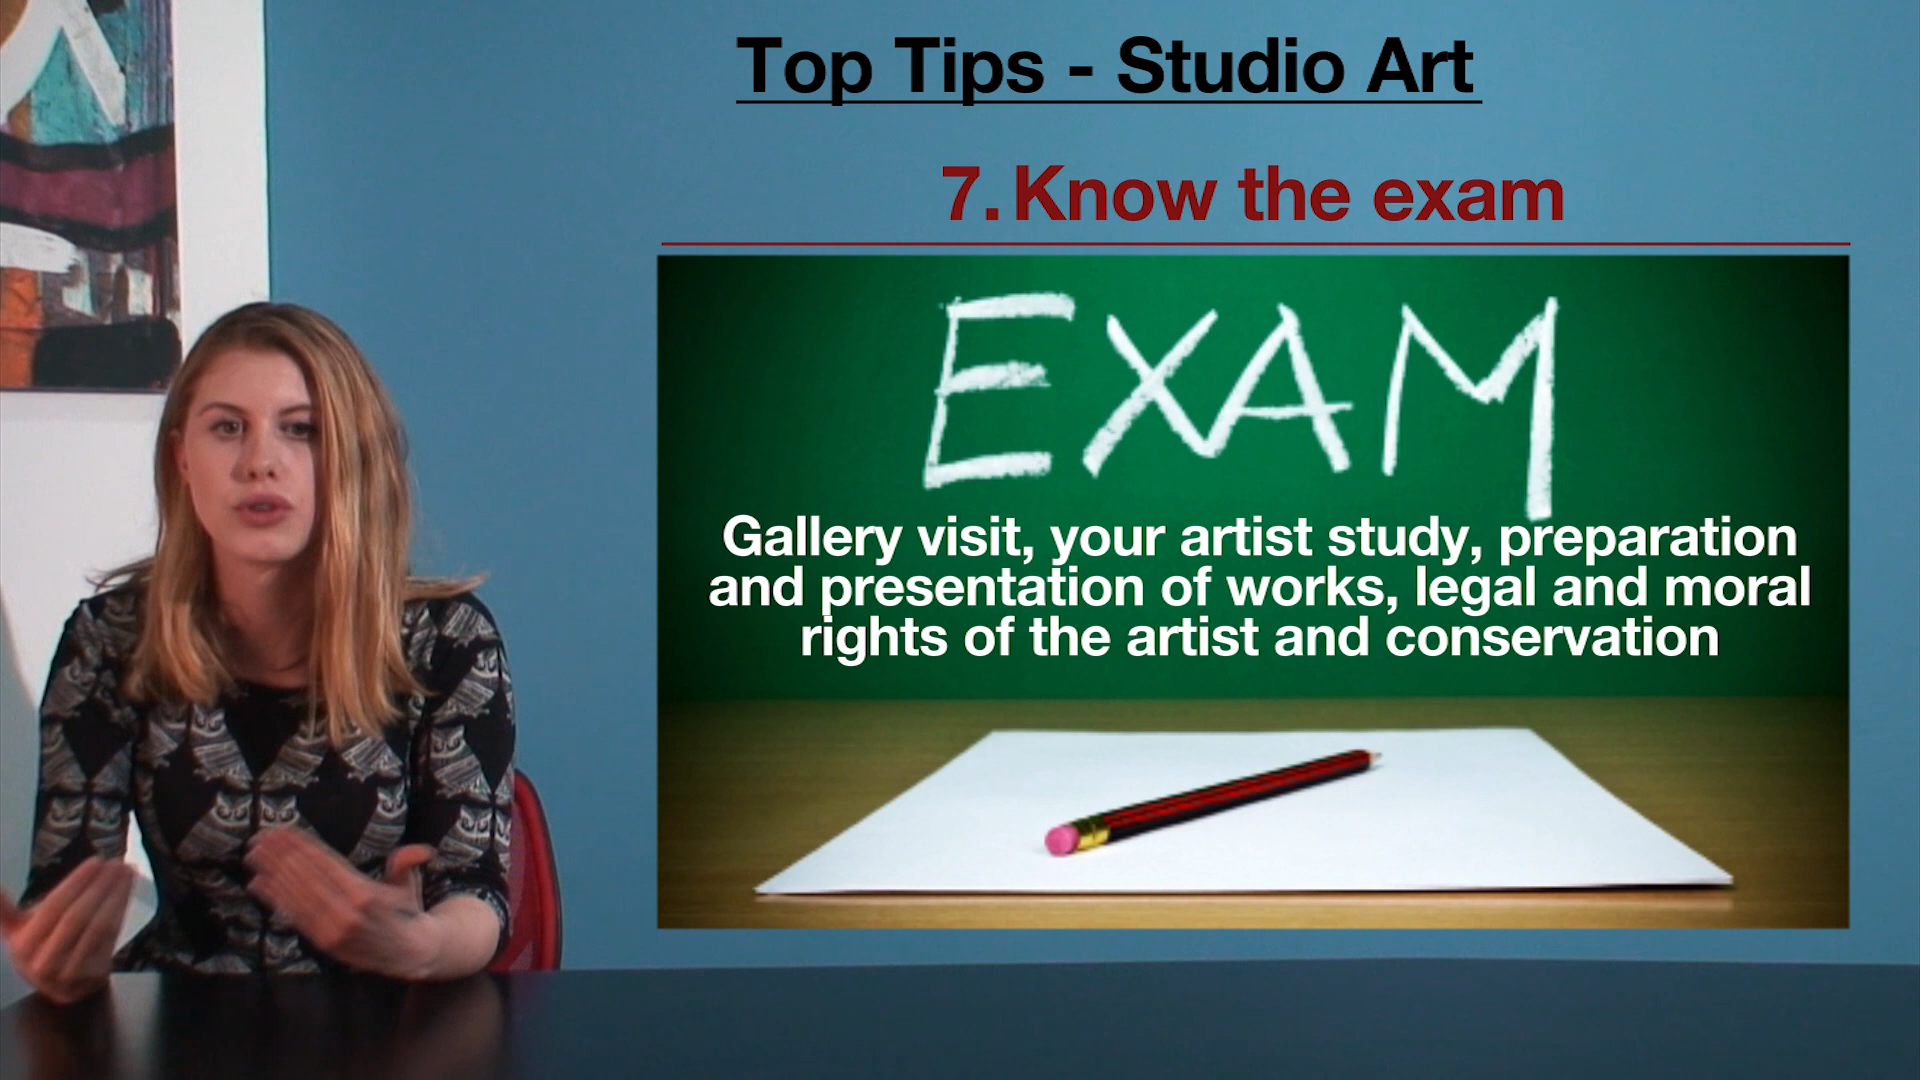 Top Tips - Studio Art
7. Know the exam
EXAM
Gallery visit, your artist study, preparation
and presentation of works, legal and moral
rights of the artist and conservation